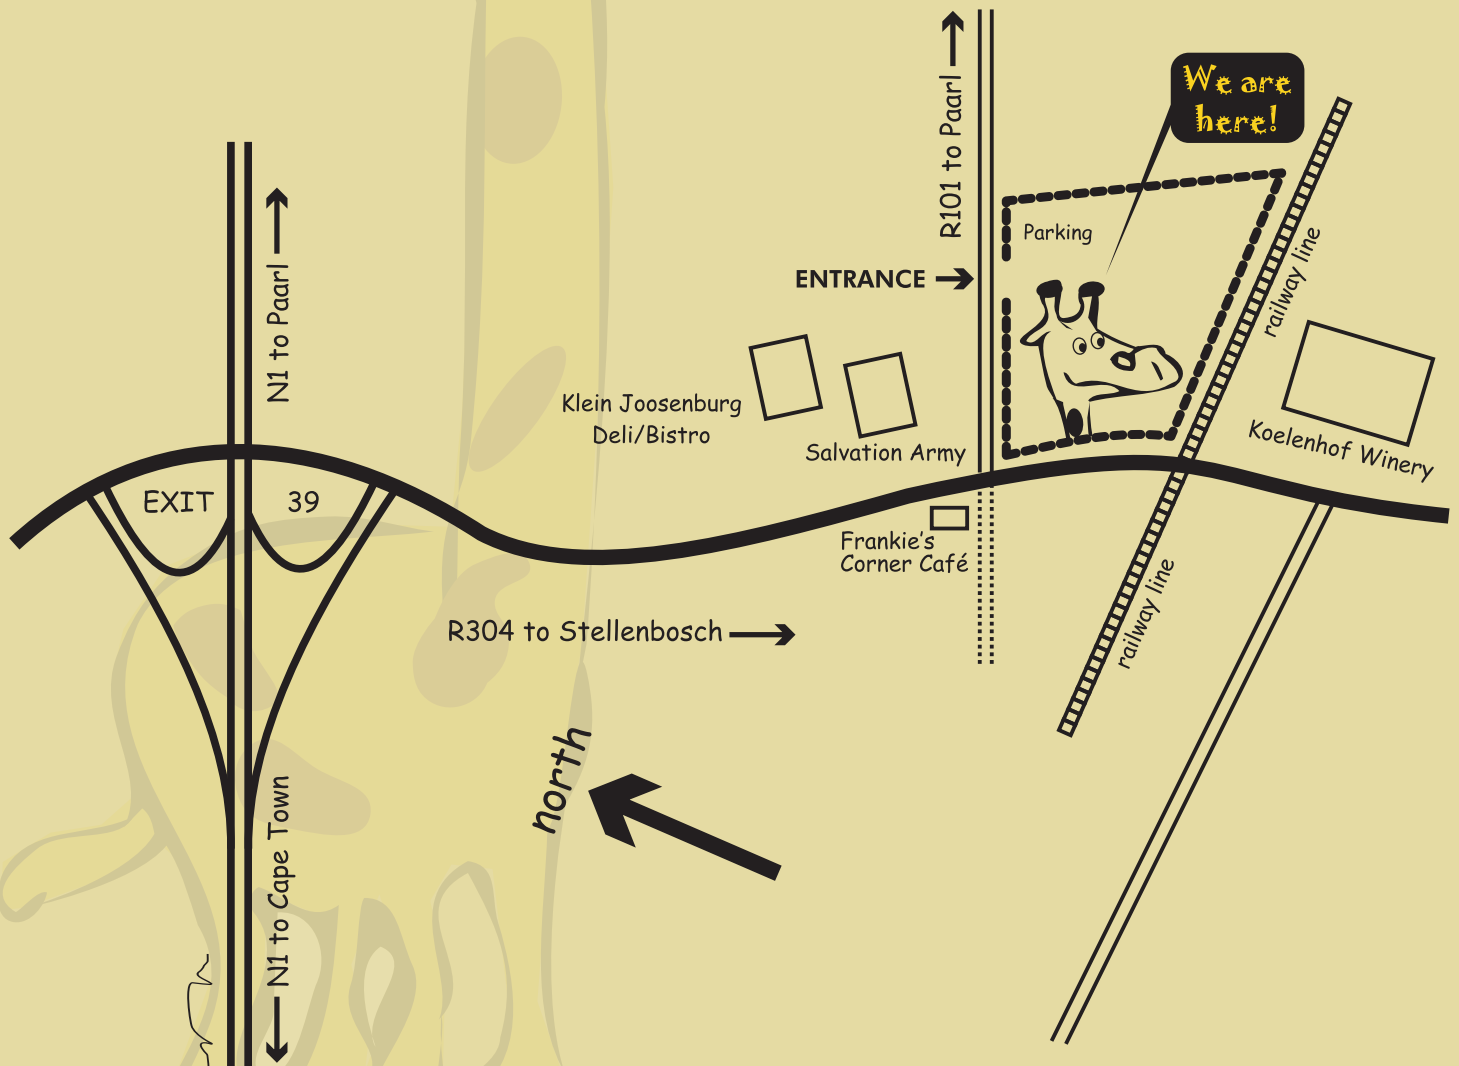 We are
here!
R101 to Paarl
Parking
N1 to Paarl
ENTRANCE
railway line
Klein Joosenburg
Deli/Bistro
Salvation Army
Koelenhof Winery
EXIT 39
Frankie's
Corner Café
railway line
R304 to Stellenbosch
north
N1 to Cape Town